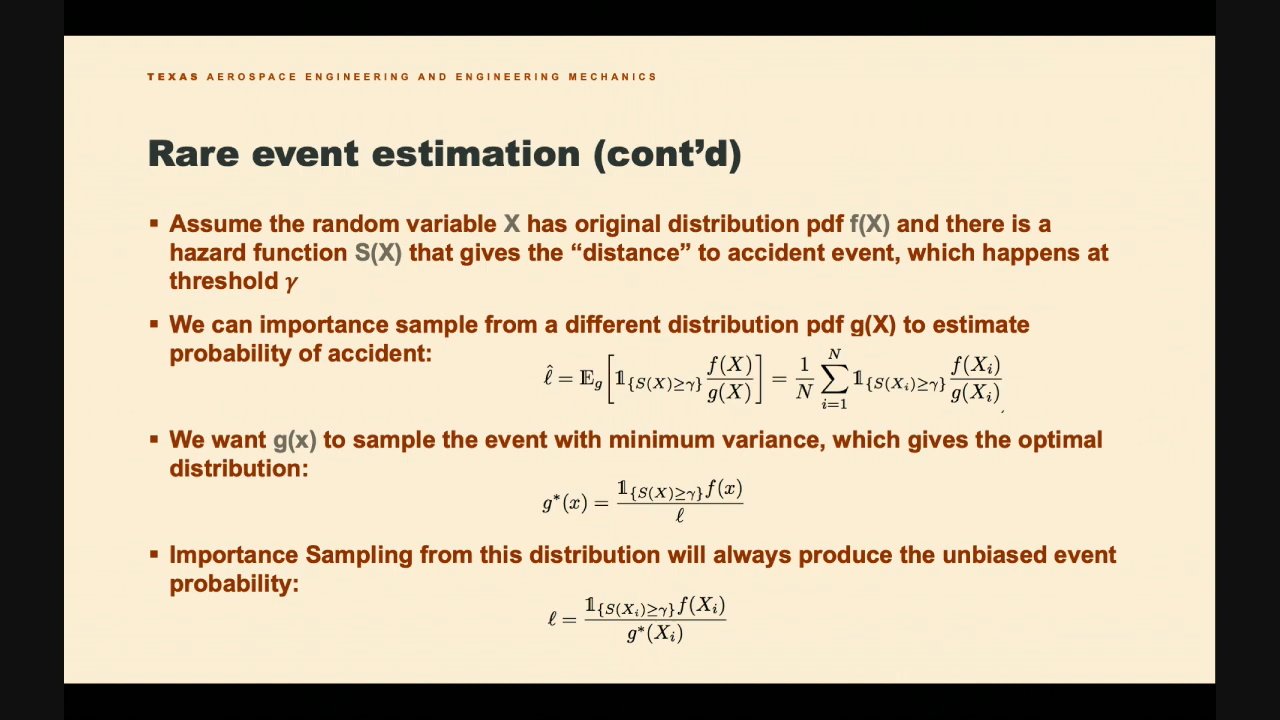 TEXAS AEROSPACE ENGINEERING AND ENGINEERING MECHANICS
Rare event estimation (cont’d)
▪ Assume the random variable X has original distribution pdf f(X) and there is a
hazard function S(X) that gives the “distance” to accident event, which happens at
threshold γ
▪ We can importance sample from a different distribution pdf g(X) to estimate
probability of accident:
ℓ̂ = 𝔼_g[𝟙_{S(X)≥γ} f(X)/g(X)] = 1/N ∑_{i=1}^{N} 𝟙_{S(X_i)≥γ} f(X_i)/g(X_i)
▪ We want g(x) to sample the event with minimum variance, which gives the optimal
distribution:
g*(x) = 𝟙_{S(X)≥γ} f(x) / ℓ
▪ Importance Sampling from this distribution will always produce the unbiased event
probability:
ℓ = 𝟙_{S(X_i)≥γ} f(X_i) / g*(X_i)